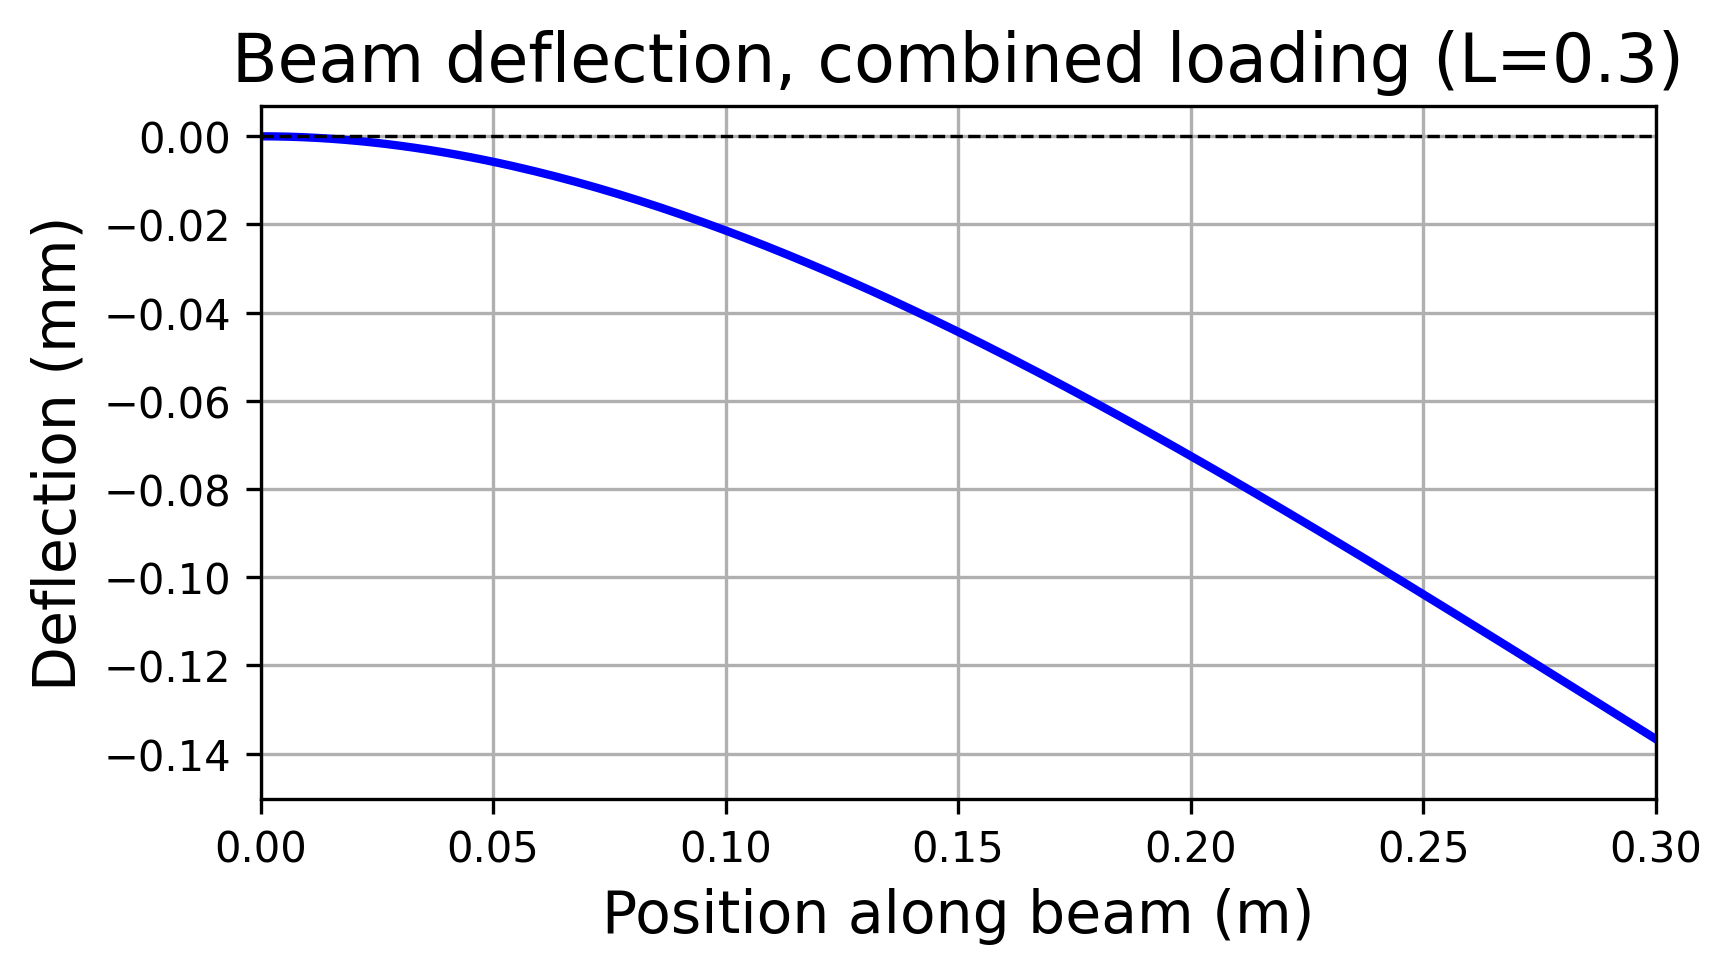 Beam deflection, combined loading (L=0.3)
Deflection (mm)
0.00
−0.02
−0.04
−0.06
−0.08
−0.10
−0.12
−0.14
0.00 0.05 0.10 0.15 0.20 0.25 0.30
Position along beam (m)